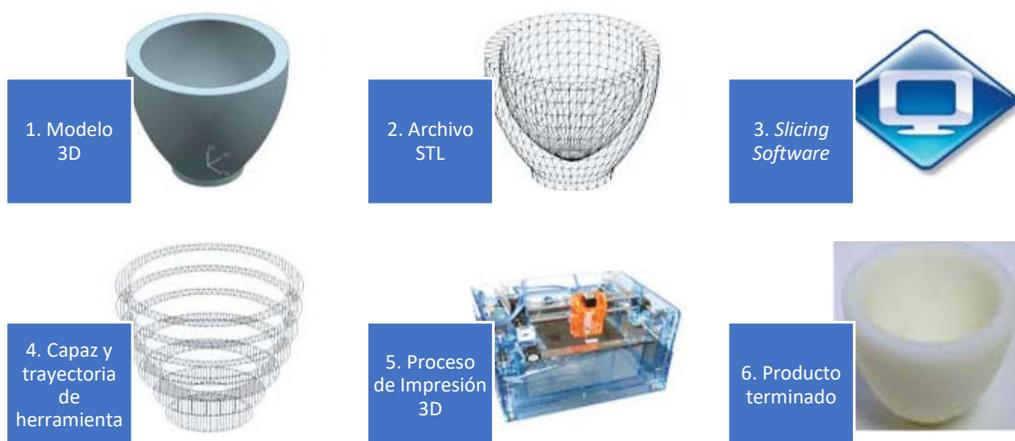 1. Modelo
3D
2. Archivo
STL
3. Slicing
Software
4. Capaz y
trayectoria
de
herramienta
5. Proceso
de Impresión
3D
6. Producto
terminado